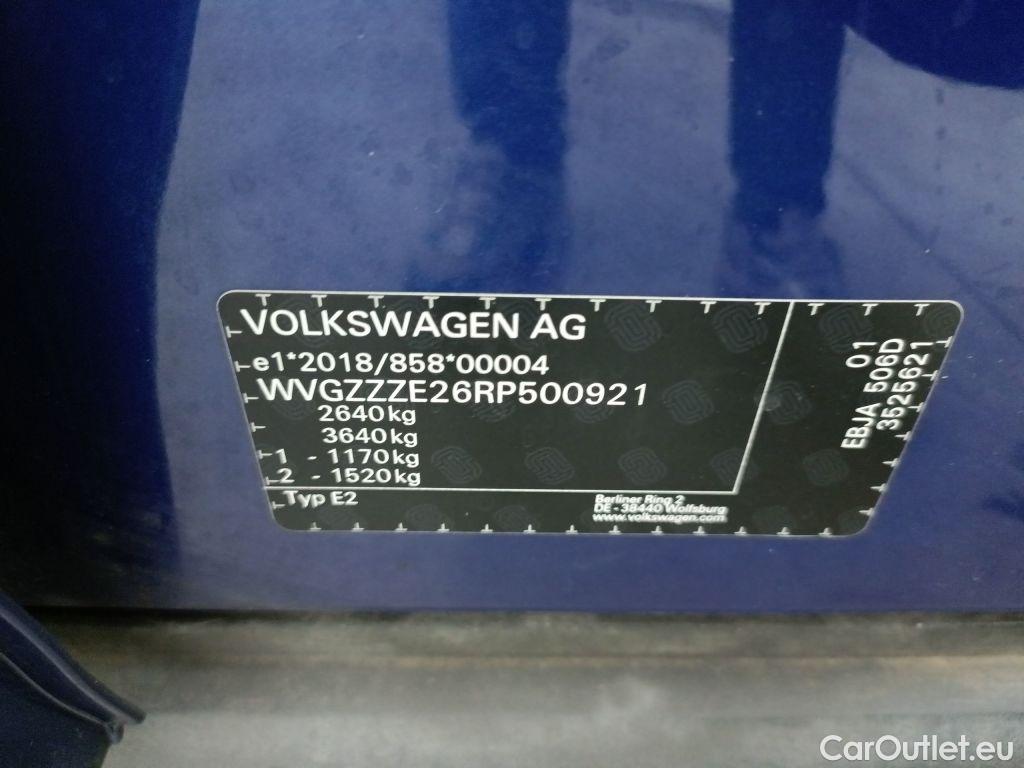 VOLKSWAGEN AG
e1*2018/858*00004
WVGZZZE26RP500921
2640kg
3640kg
1 - 1170kg
2 - 1520kg
Typ E2
Berliner Ring 2
DE - 38440 Wolfsburg
www.volkswagen.com
01
EBJA 506D
3525621
CarOutlet.eu